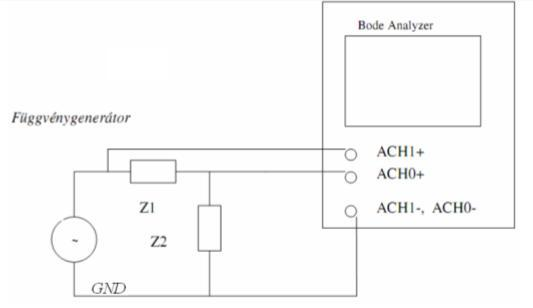 Bode Analyzer
Függvénygenerátor
ACH1+
ACH0+
ACH1-, ACH0-
Z1
Z2
~
GND